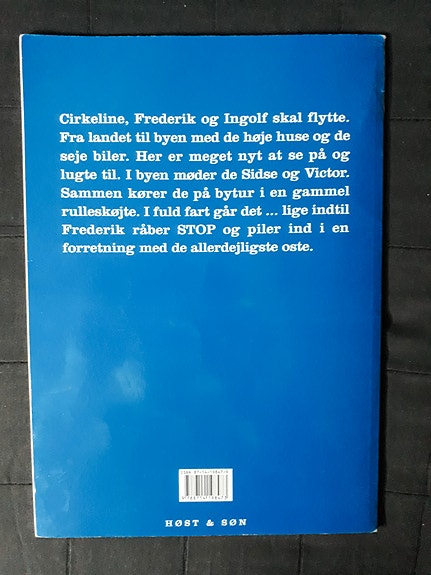 Cirkeline, Frederik og Ingolf skal flytte.
Fra landet til byen med de høje huse og de
seje biler. Her er meget nyt at se på og
lugte til. I byen møder de Sidse og Victor.
Sammen kører de på bytur i en gammel
rulleskøjte. I fuld fart går det ... lige indtil
Frederik råber STOP og piler ind i en
forretning med de allerdejligste oste.
HØST & SØN